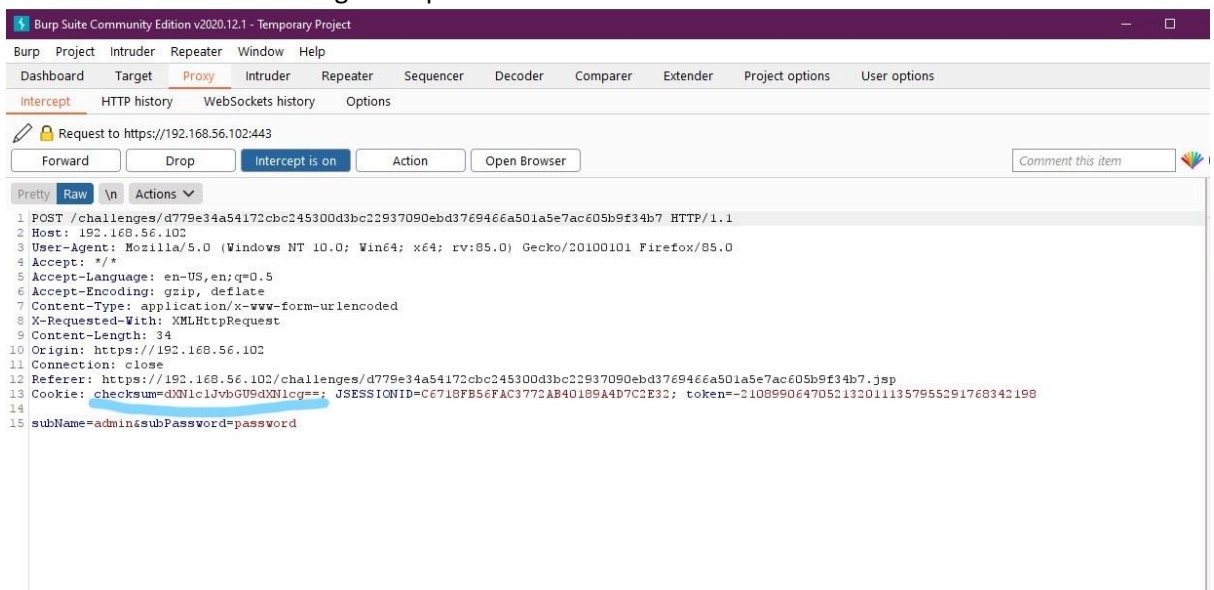 Burp Suite Community Edition v2020.12.1 - Temporary Project
Burp Project Intruder Repeater Window Help
Dashboard Target Proxy Intruder Repeater Sequencer Decoder Comparer Extender Project options User options
Intercept HTTP history WebSockets history Options
Request to https://192.168.56.102:443
Forward Drop Intercept is on Action Open Browser Comment this item
Pretty Raw \n Actions
1 POST /challenges/d779e34a54172cbc245300d3bc22937090ebd3769466a501a5e7ac605b9f34b7 HTTP/1.1
2 Host: 192.168.56.102
3 User-Agent: Mozilla/5.0 (Windows NT 10.0; Win64; x64; rv:85.0) Gecko/20100101 Firefox/85.0
4 Accept: */*
5 Accept-Language: en-US,en;q=0.5
6 Accept-Encoding: gzip, deflate
7 Content-Type: application/x-www-form-urlencoded
8 X-Requested-With: XMLHttpRequest
9 Content-Length: 34
10 Origin: https://192.168.56.102
11 Connection: close
12 Referer: https://192.168.56.102/challenges/d779e34a54172cbc245300d3bc22937090ebd3769466a501a5e7ac605b9f34b7.jsp
13 Cookie: checksum=dXNlclJvbGU9dXNlcg==; JSESSIONID=C6718FB56FAC3772AB40189A4D7C2E32; token=-210899064705213201113579552917683421​98
14
15 subName=admin&subPassword=password